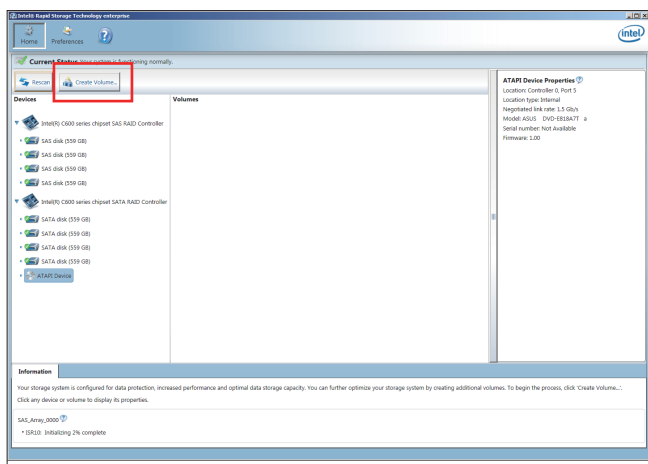 Intel® Rapid Storage Technology enterprise
Home
Preferences
intel
Current Status Your system is functioning normally.
Rescan
Create Volume...
Devices
Volumes
Intel(R) C600 series chipset SAS RAID Controller
SAS disk (559 GB)
SAS disk (559 GB)
SAS disk (559 GB)
SAS disk (559 GB)
Intel(R) C600 series chipset SATA RAID Controller
SATA disk (559 GB)
SATA disk (559 GB)
SATA disk (559 GB)
SATA disk (559 GB)
ATAPI Device
ATAPI Device Properties
Location: Controller 0, Port 5
Location type: Internal
Negotiated link rate: 1.5 Gb/s
Model: ASUS DVD-E818A7T a
Serial number: Not Available
Firmware: 1.00
Information
Your storage system is configured for data protection, increased performance and optimal data storage capacity. You can further optimize your storage system by creating additional volumes. To begin the process, click 'Create Volume...'.
Click any device or volume to display its properties.
SAS_Array_0000
* ISR10: Initializing 2% complete